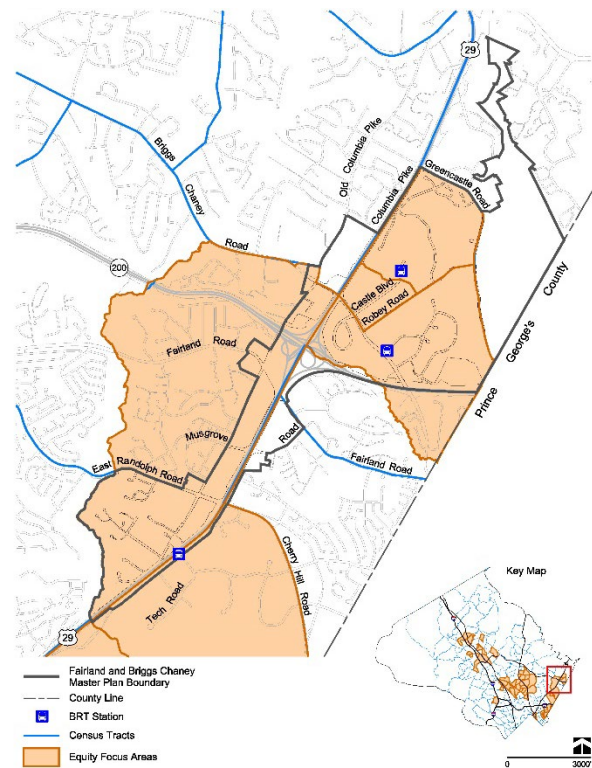 29
Briggs
Chaney
Road
Old Columbia Pike
Columbia Pike
Greencastle Road
200
Castle Blvd.
Robey Road
Fairland Road
Musgrove
Road
East Randolph Road
Fairland Road
Prince
George's
County
Cherry Hill Road
Tech Road
29
Key Map
Fairland and Briggs Chaney
Master Plan Boundary
County Line
BRT Station
Census Tracts
Equity Focus Areas
0
3000'